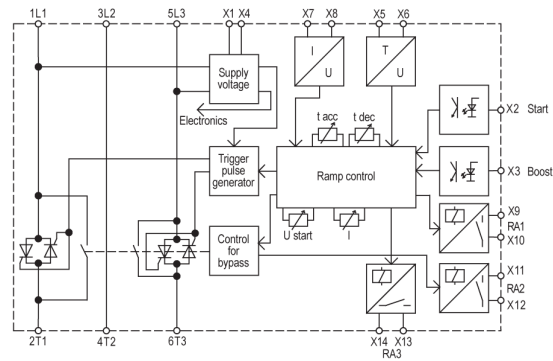 1L1 3L2 5L3 X1 X4 X7 X8 X5 X6
I
U
T
U
Supply
voltage
Electronics
X2 Start
t acc t dec
Trigger
pulse
generator
Ramp control
X3 Boost
X9
RA1
X10
U start I
Control
for
bypass
X11
RA2
X12
2T1 4T2 6T3
X14 X13
RA3